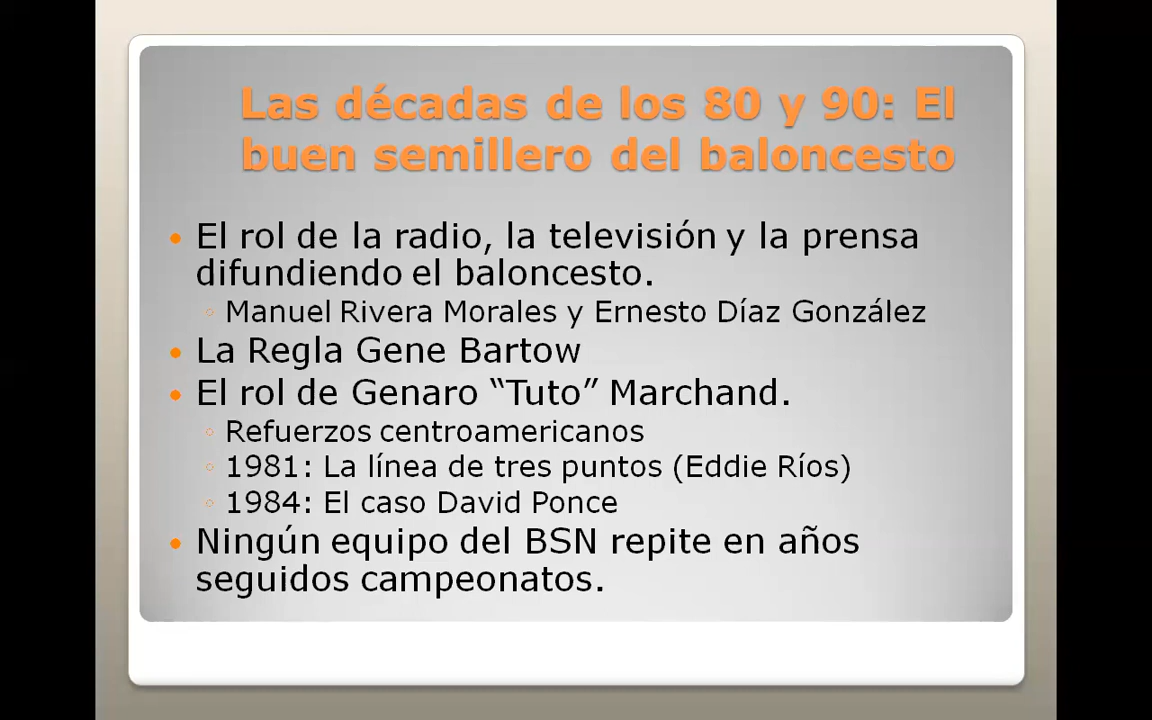 Las décadas de los 80 y 90: El
buen semillero del baloncesto
• El rol de la radio, la televisión y la prensa
difundiendo el baloncesto.
◦ Manuel Rivera Morales y Ernesto Díaz González
• La Regla Gene Bartow
• El rol de Genaro “Tuto” Marchand.
◦ Refuerzos centroamericanos
◦ 1981: La línea de tres puntos (Eddie Ríos)
◦ 1984: El caso David Ponce
• Ningún equipo del BSN repite en años
seguidos campeonatos.